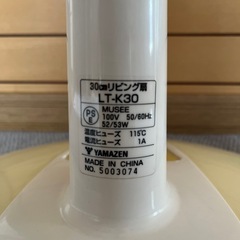 30cmリビング扇
LT-K30
PSE
MUSEE
100V 50/60Hz
52/53W
温度ヒューズ 115℃
電流ヒューズ 1A
YAMAZEN
MADE IN CHINA
NO. S003074